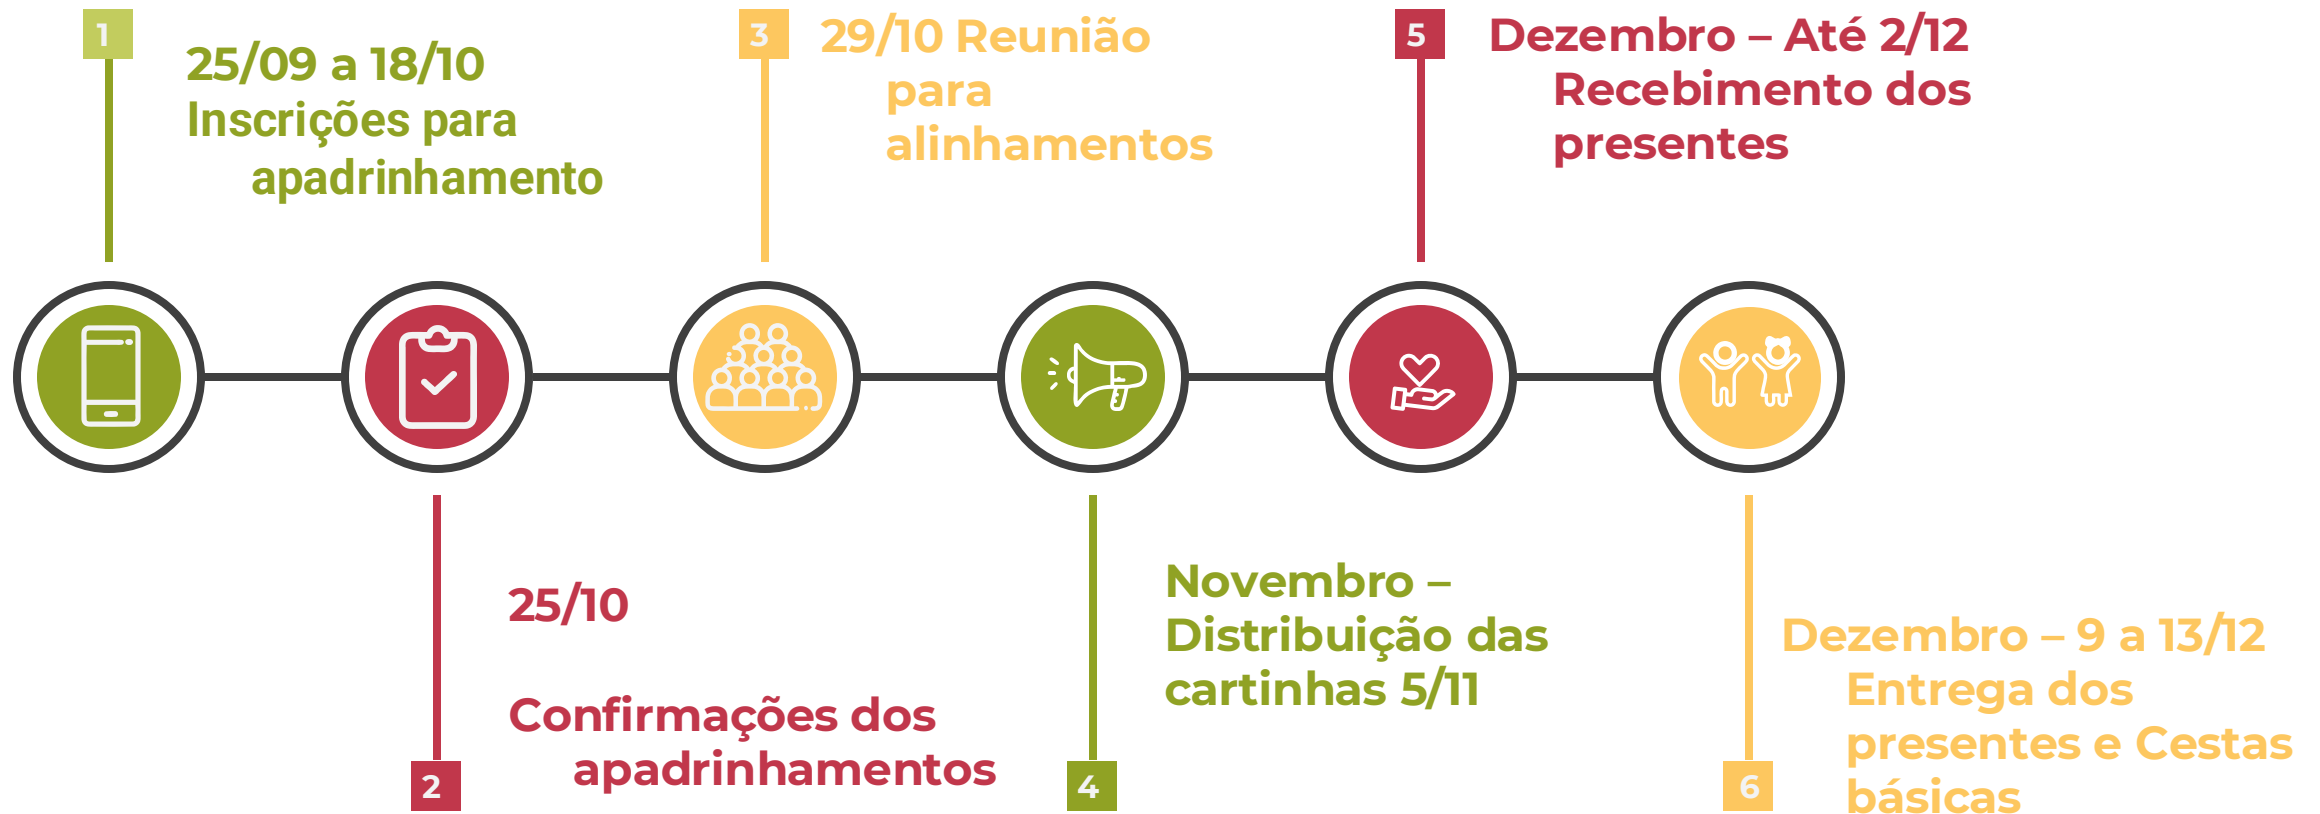 1
25/09 a 18/10
Inscrições para
apadrinhamento
2
25/10
Confirmações dos
apadrinhamentos
3
29/10 Reunião
para
alinhamentos
4
Novembro –
Distribuição das
cartinhas 5/11
5
Dezembro – Até 2/12
Recebimento dos
presentes
6
Dezembro – 9 a 13/12
Entrega dos
presentes e Cestas
básicas